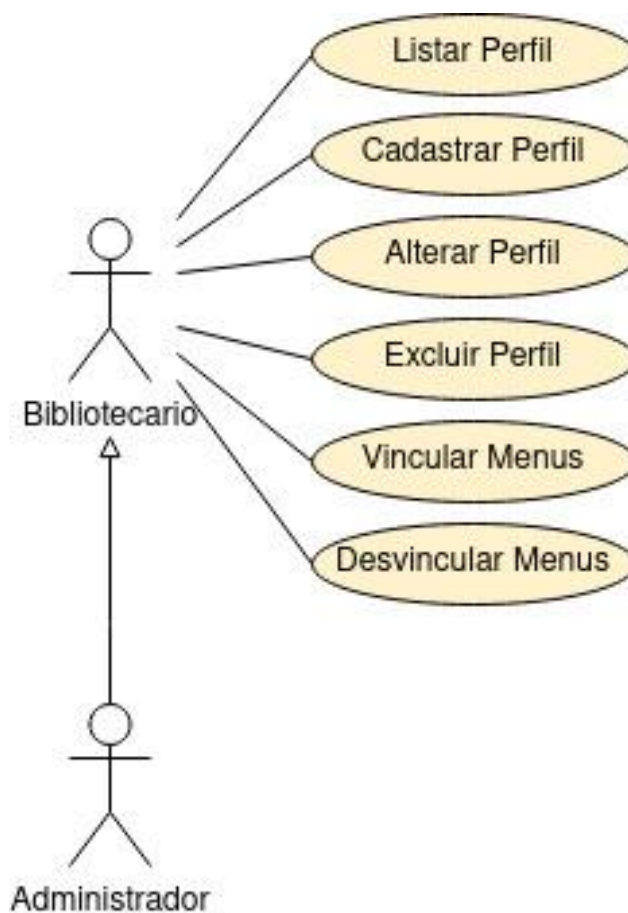 Listar Perfil
Cadastrar Perfil
Alterar Perfil
Excluir Perfil
Bibliotecario
Vincular Menus
Desvincular Menus
Administrador